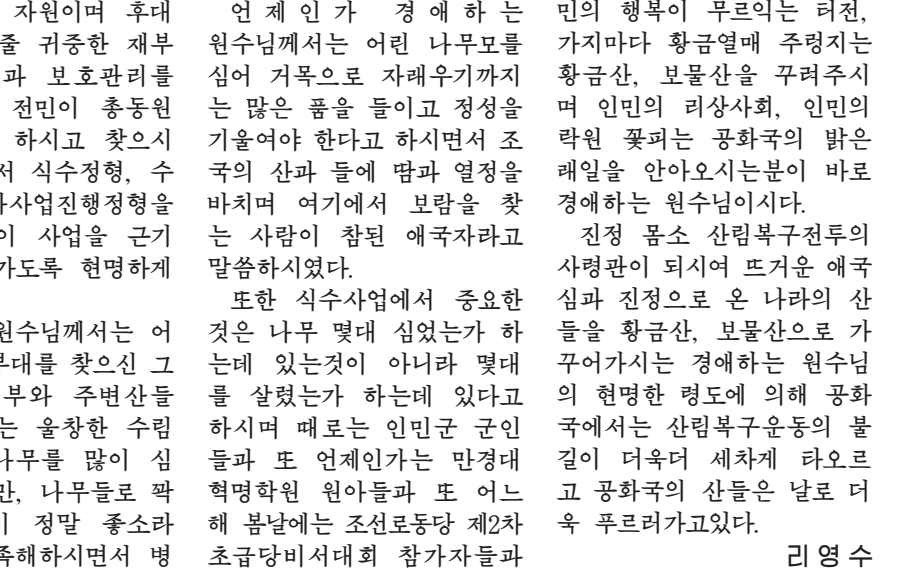 자원이며 후대
줄 귀중한 재부
과 보호관리를
전민이 총동원
하시고 찾으시
서 식수정형, 수
사업진행정형을
이 사업을 근기
가도록 현명하게
원수님께서는 어
부대를 찾으신 그
부와 주변산들
는 울창한 수림
나무를 많이 심
만, 나무들로 꽉
이 정말 좋소라
족해하시면서 병
언제인가 경애하는
원수님께서는 어린 나무모를
심어 거목으로 자래우기까지
는 많은 품을 들이고 정성을
기울여야 한다고 하시면서 조
국의 산과 들에 땀과 열정을
바치며 여기에서 보람을 찾
는 사람이 참된 애국자라고
말씀하시였다.
또한 식수사업에서 중요한
것은 나무 몇대 심었는가 하
는데 있는것이 아니라 몇대
를 살렸는가 하는데 있다고
하시며 때로는 인민군 군인
들과 또 언제인가는 만경대
혁명학원 원아들과 또 어느
해 봄날에는 조선로동당 제2차
초급당비서대회 참가자들과
민의 행복이 무르익는 터전,
가지마다 황금열매 주렁지는
황금산, 보물산을 꾸려주시
며 인민의 리상사회, 인민의
락원 꽃피는 공화국의 밝은
래일을 안아오시는분이 바로
경애하는 원수님이시다.
진정 몸소 산림복구전투의
사령관이 되시여 뜨거운 애국
심과 진정으로 온 나라의 산
들을 황금산, 보물산으로 가
꾸어가시는 경애하는 원수님
의 현명한 령도에 의해 공화
국에서는 산림복구운동의 불
길이 더욱더 세차게 타오르
고 공화국의 산들은 날로 더
욱 푸르러가고있다.
리영수